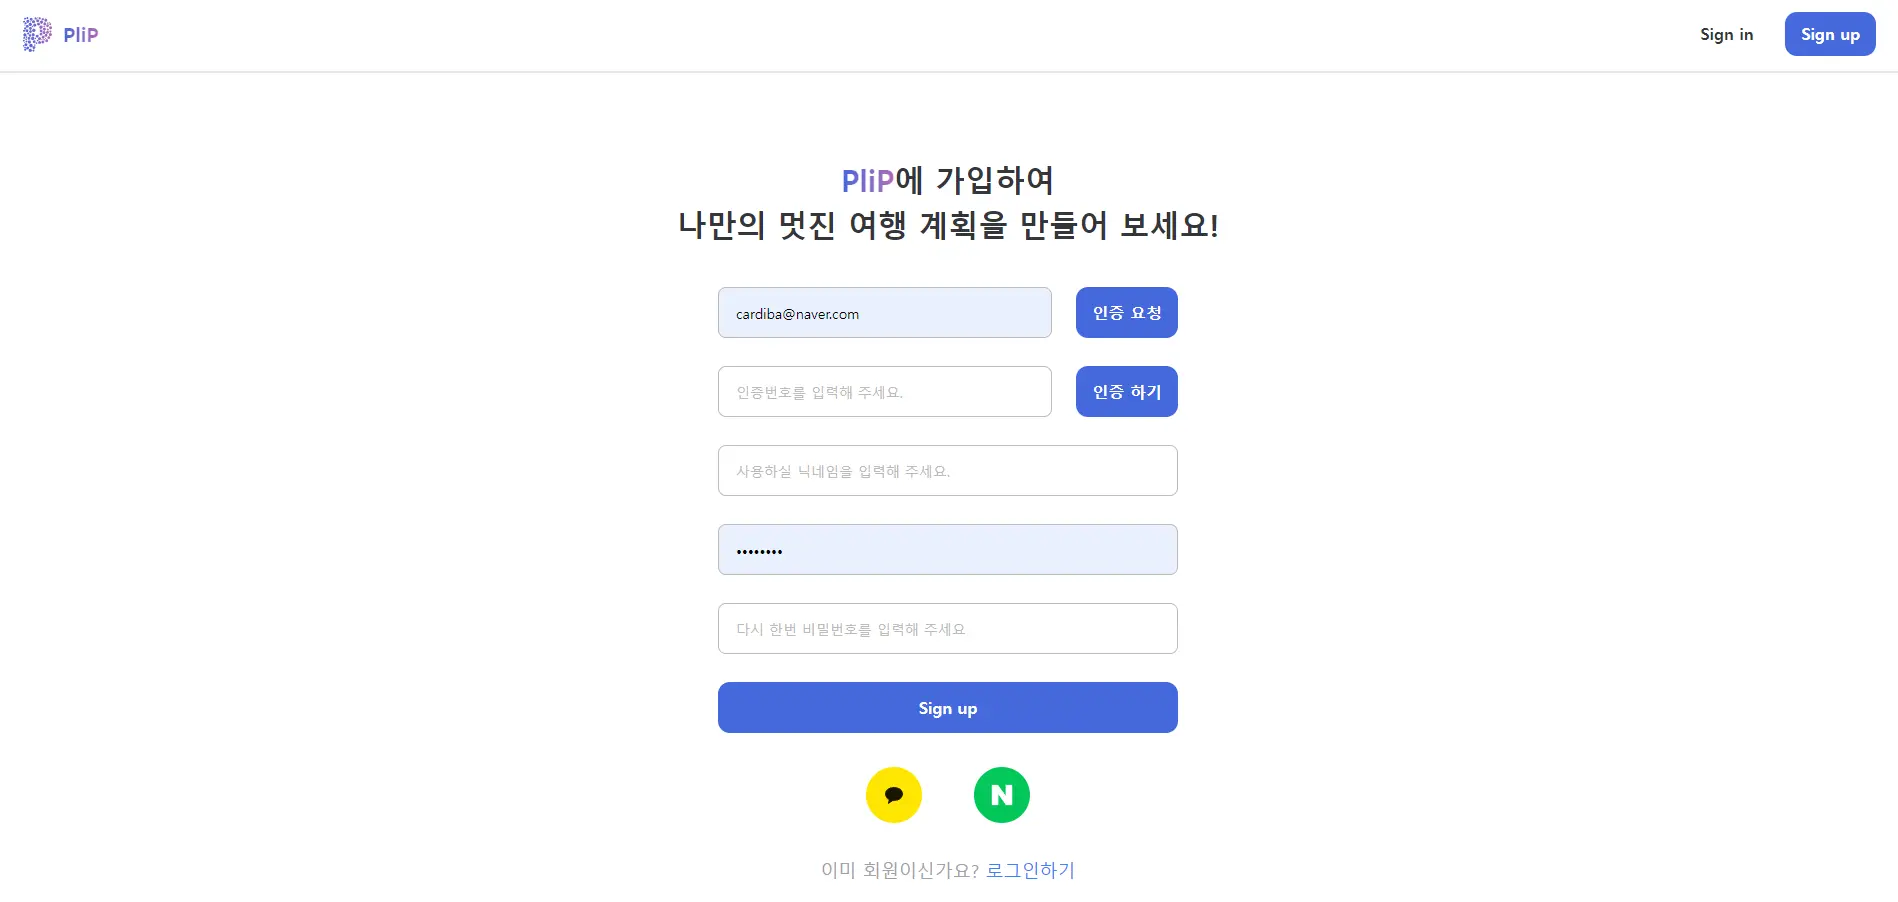 PliP
Sign in
Sign up
PliP에 가입하여
나만의 멋진 여행 계획을 만들어 보세요!
cardiba@naver.com
인증 요청
인증번호를 입력해 주세요.
인증 하기
사용하실 닉네임을 입력해 주세요.
••••••••
다시 한번 비밀번호를 입력해 주세요
Sign up
N
이미 회원이신가요? 로그인하기